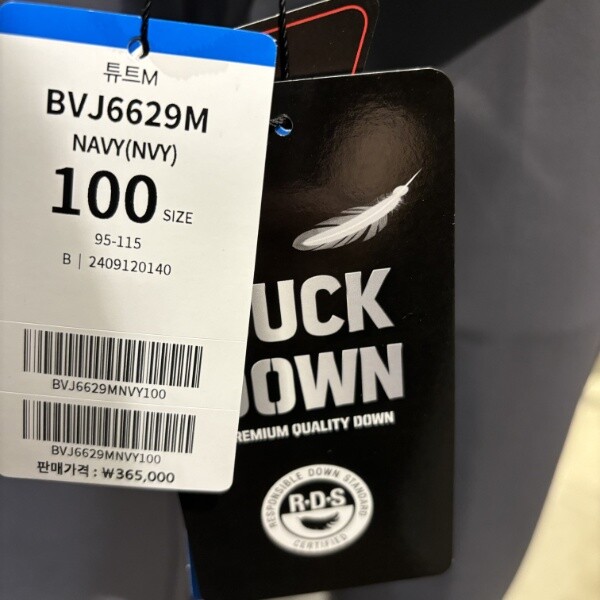 튜트M
BVJ6629M
NAVY(NVY)
100 SIZE
95-115
B | 2409120140
BVJ6629MNVY100
BVJ6629MNVY100
판매가격 : ₩365,000
UCK
DOWN
REMIUM QUALITY DOWN
RESPONSIBLE DOWN STANDARD
R·D·S
CERTIFIED